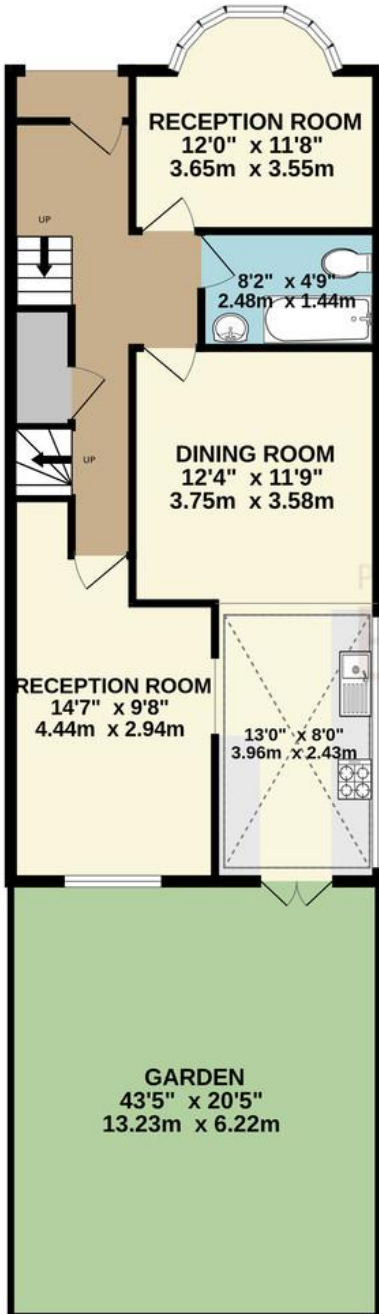 RECEPTION ROOM
12'0" x 11'8"
3.65m x 3.55m
UP
8'2" x 4'9"
2.48m x 1.44m
DINING ROOM
12'4" x 11'9"
3.75m x 3.58m
UP
RECEPTION ROOM
14'7" x 9'8"
4.44m x 2.94m
13'0" x 8'0"
3.96m x 2.43m
GARDEN
43'5" x 20'5"
13.23m x 6.22m